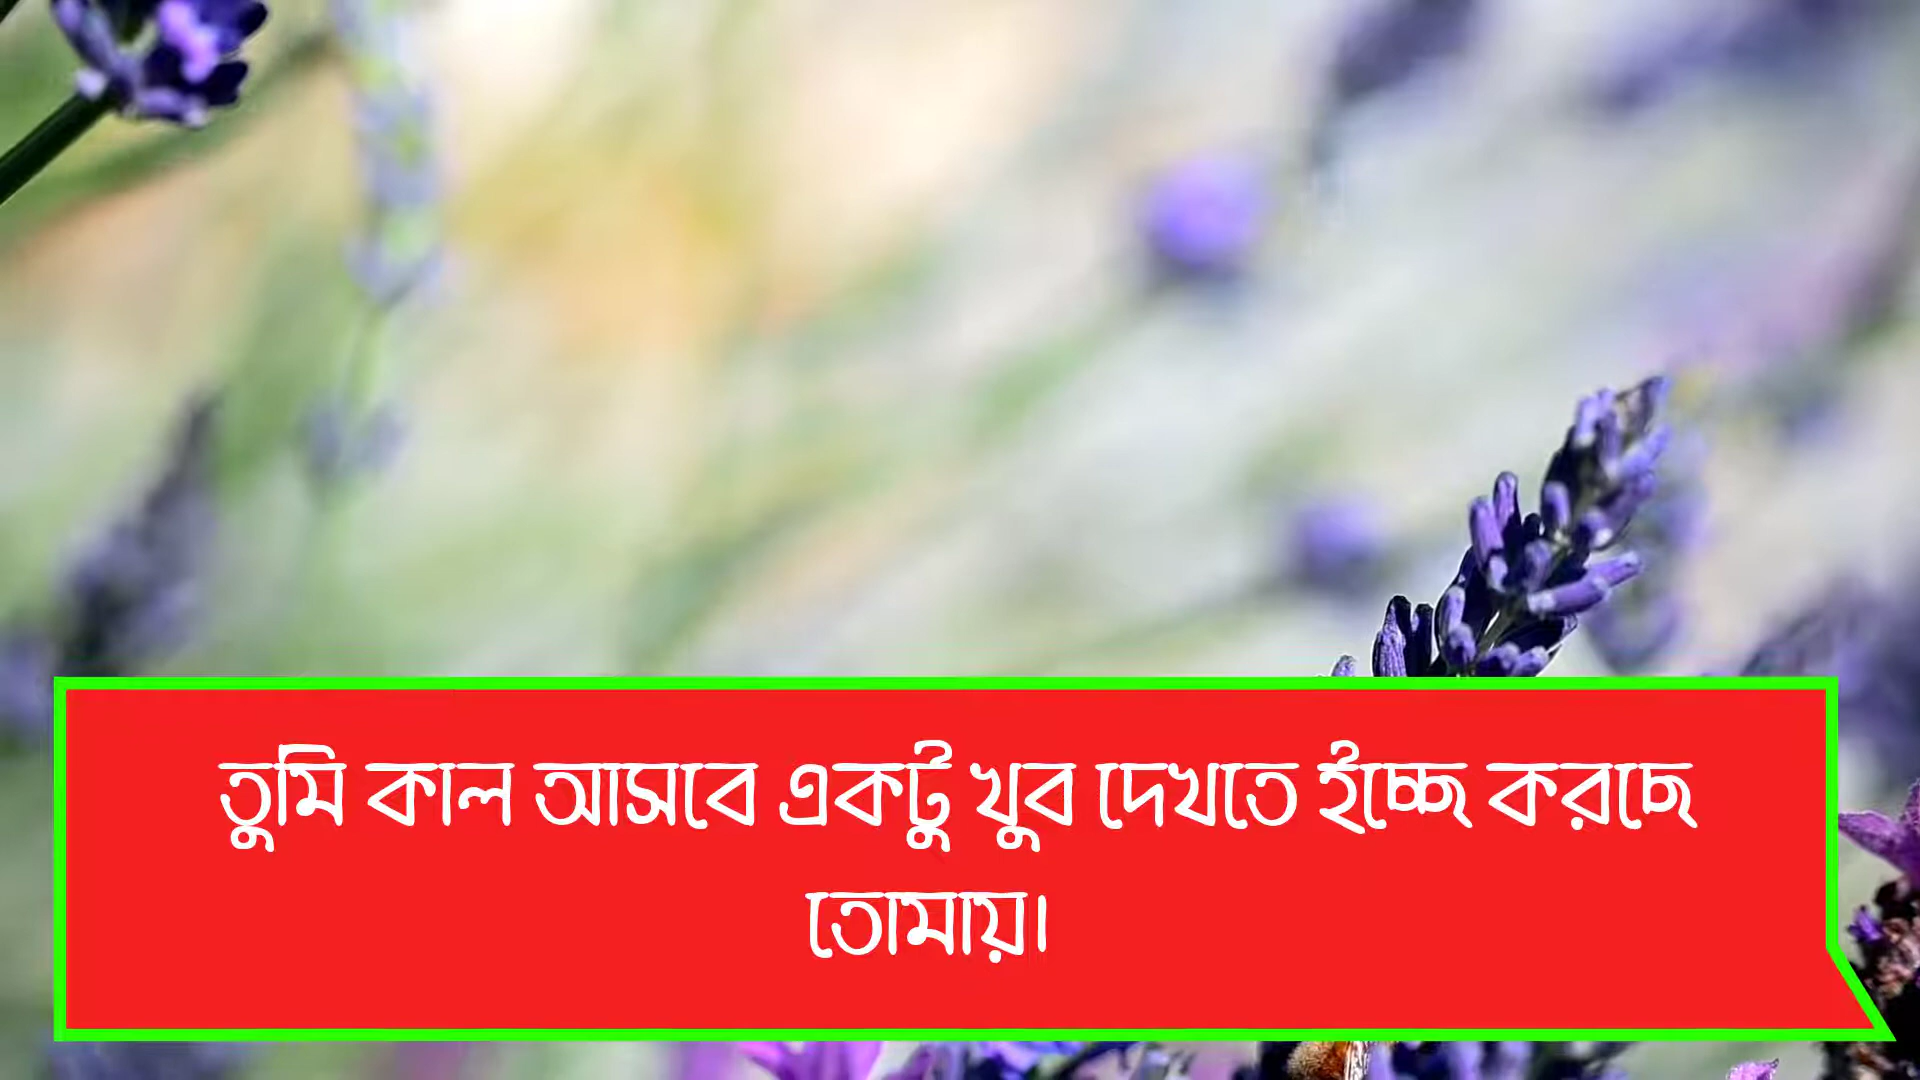 তুমি কাল আসবে একটু খুব দেখতে ইচ্ছে করছে
তোমায়।